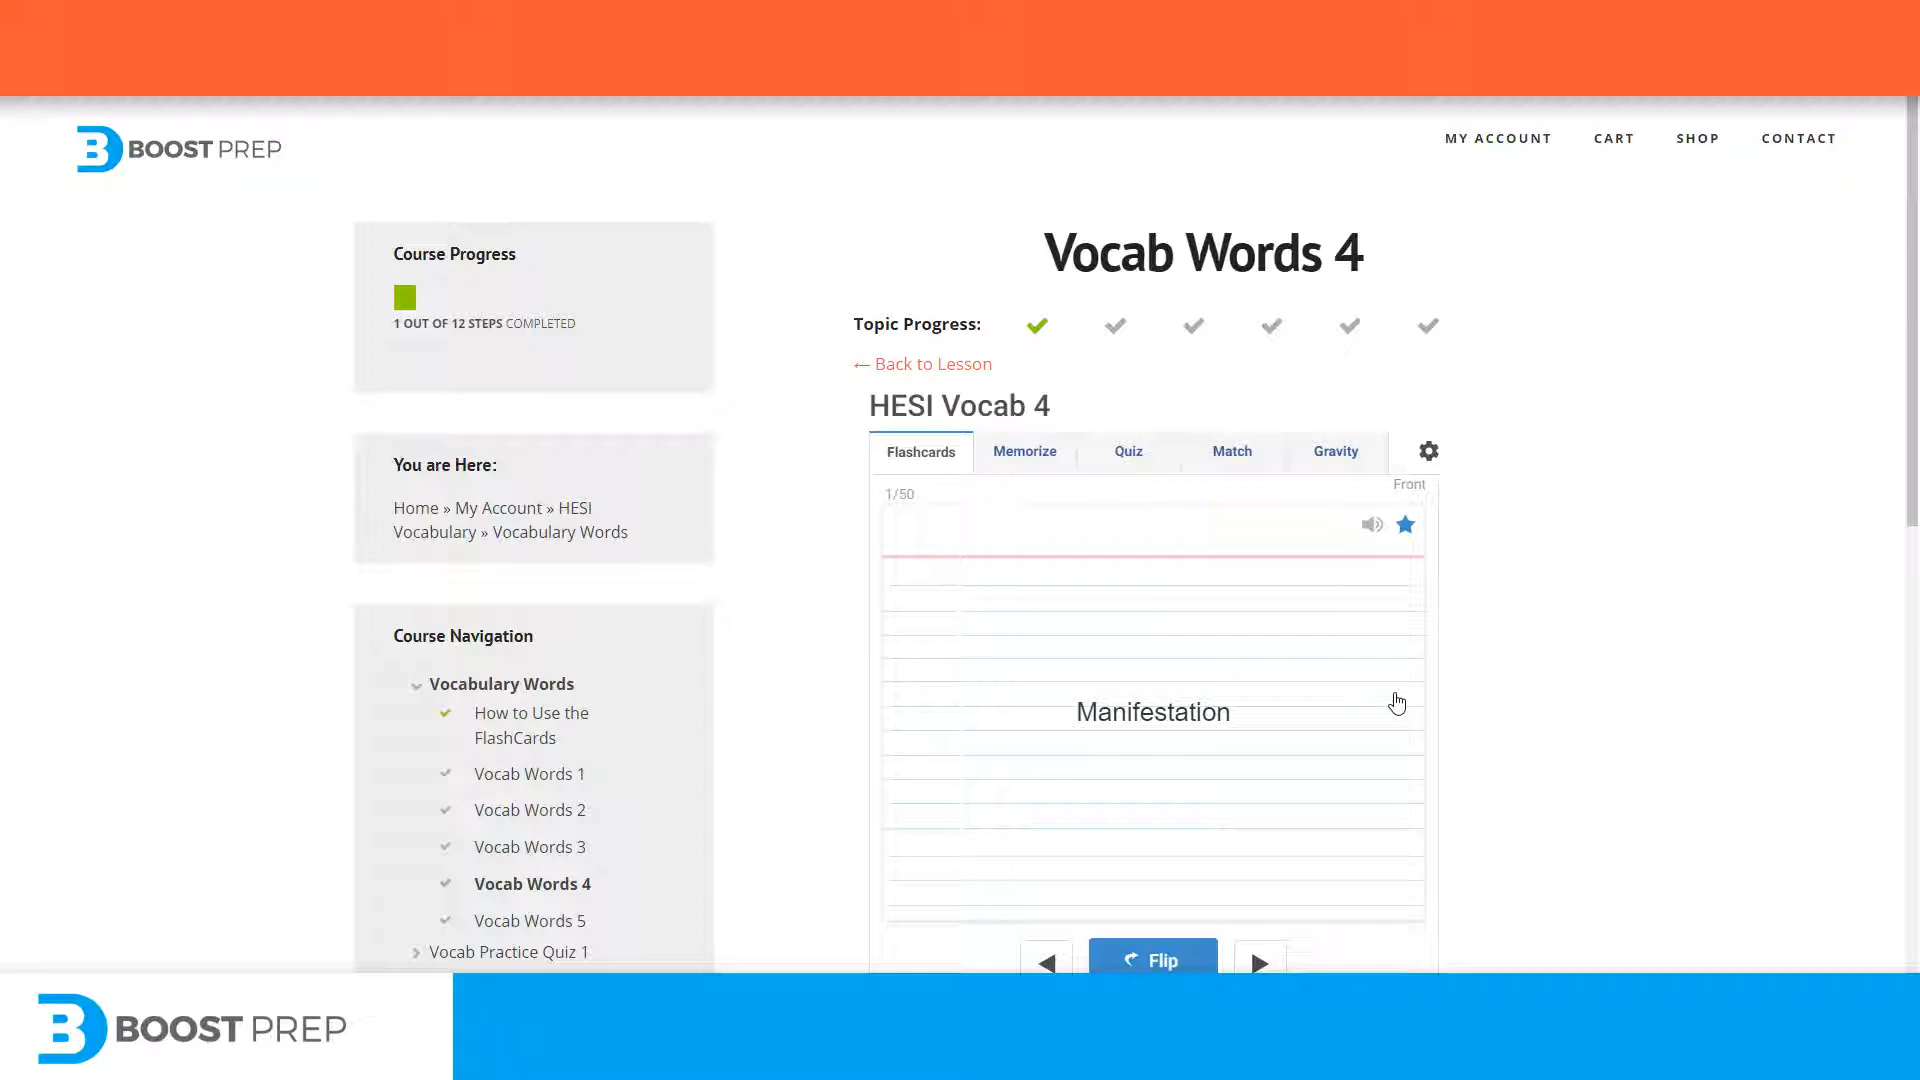 BOOST PREP
MY ACCOUNT
CART
SHOP
CONTACT
Course Progress
1 OUT OF 12 STEPS COMPLETED
You are Here:
Home » My Account » HESI
Vocabulary » Vocabulary Words
Course Navigation
Vocabulary Words
How to Use the
FlashCards
Vocab Words 1
Vocab Words 2
Vocab Words 3
Vocab Words 4
Vocab Words 5
Vocab Practice Quiz 1
Vocab Words 4
Topic Progress:
← Back to Lesson
HESI Vocab 4
Flashcards
Memorize
Quiz
Match
Gravity
1/50
Front
Manifestation
Flip
BOOST PREP